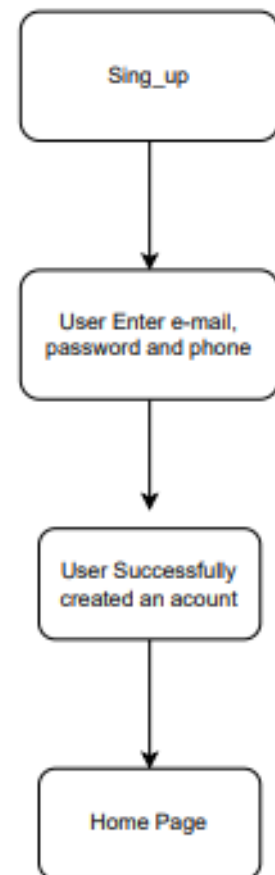 Sing_up
User Enter e-mail,
password and phone
User Successfully
created an acount
Home Page